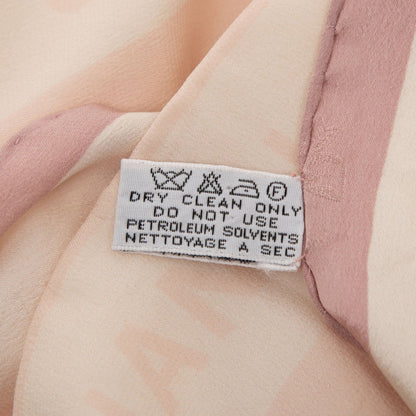 F
DRY CLEAN ONLY
DO NOT USE
PETROLEUM SOLVENTS
NETTOYAGE A SEC